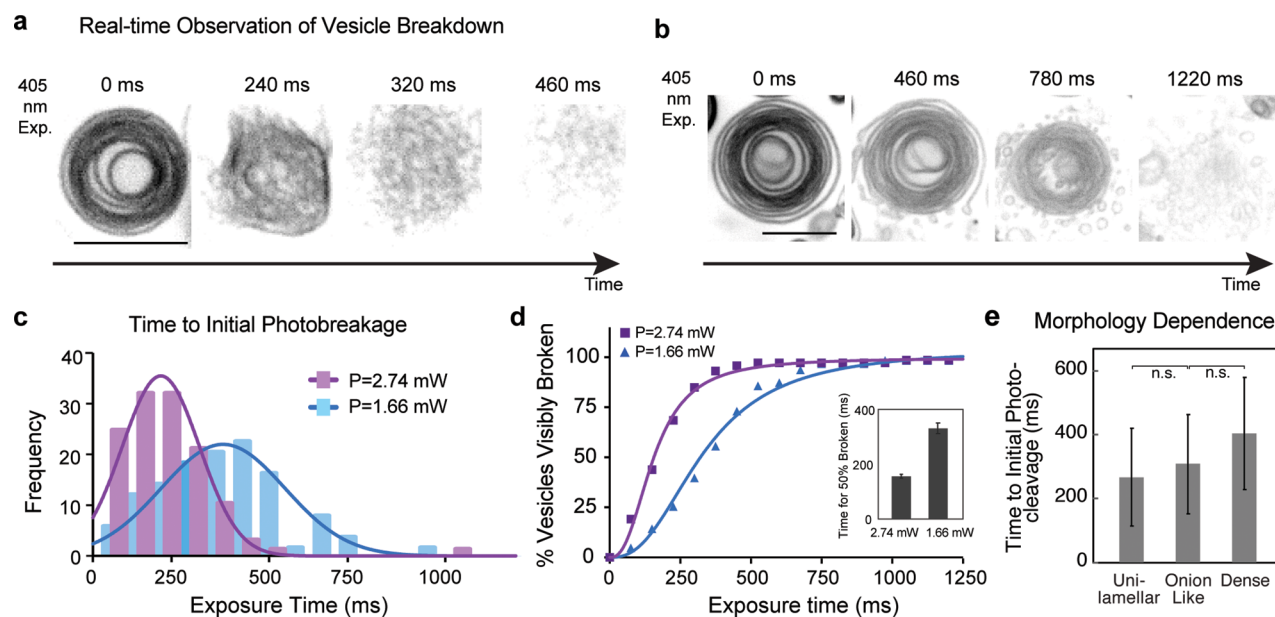 a Real-time Observation of Vesicle Breakdown
405 nm Exp.
0 ms 240 ms 320 ms 460 ms
Time
b
405 nm Exp.
0 ms 460 ms 780 ms 1220 ms
Time
c Time to Initial Photobreakage
P=2.74 mW
P=1.66 mW
40
30
20
10
0
Frequency
0 250 500 750 1000
Exposure Time (ms)
d
P=2.74 mW
P=1.66 mW
100
75
50
25
0
% Vesicles Visibly Broken
0 250 500 750 1000 1250
Exposure time (ms)
Time for 50% Broken (ms)
400
200
0
2.74 mW 1.66 mW
e Morphology Dependence
n.s. n.s.
600
400
200
0
Time to Initial Photo-
cleavage (ms)
Uni-
lamellar
Onion
Like
Dense